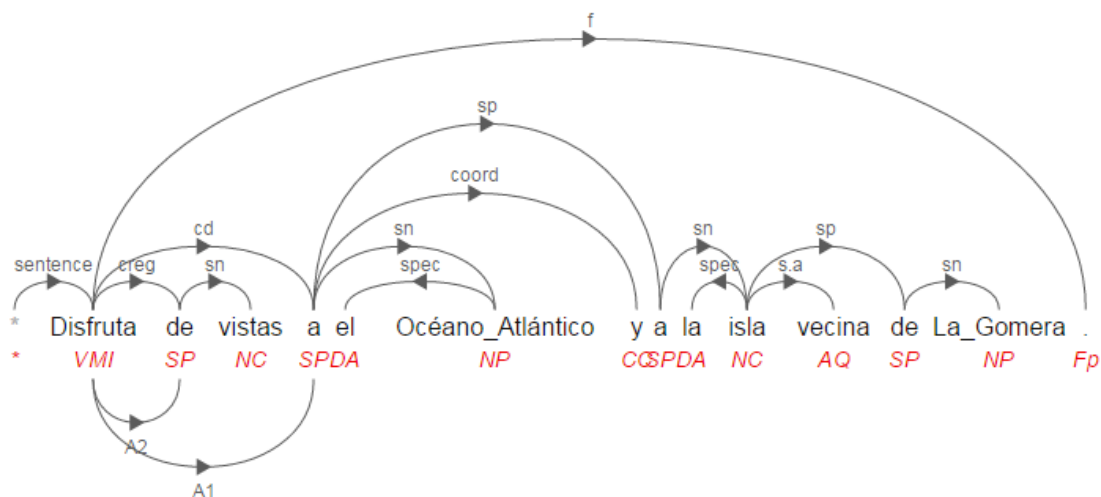 f
sp
coord
cd sn sn sp
sentence creg sn spec spec s.a sn
* Disfruta de vistas a el Océano_Atlántico y a la isla vecina de La_Gomera .
* VMI SP NC SPDA NP CCSPDA NC AQ SP NP Fp
A2
A1